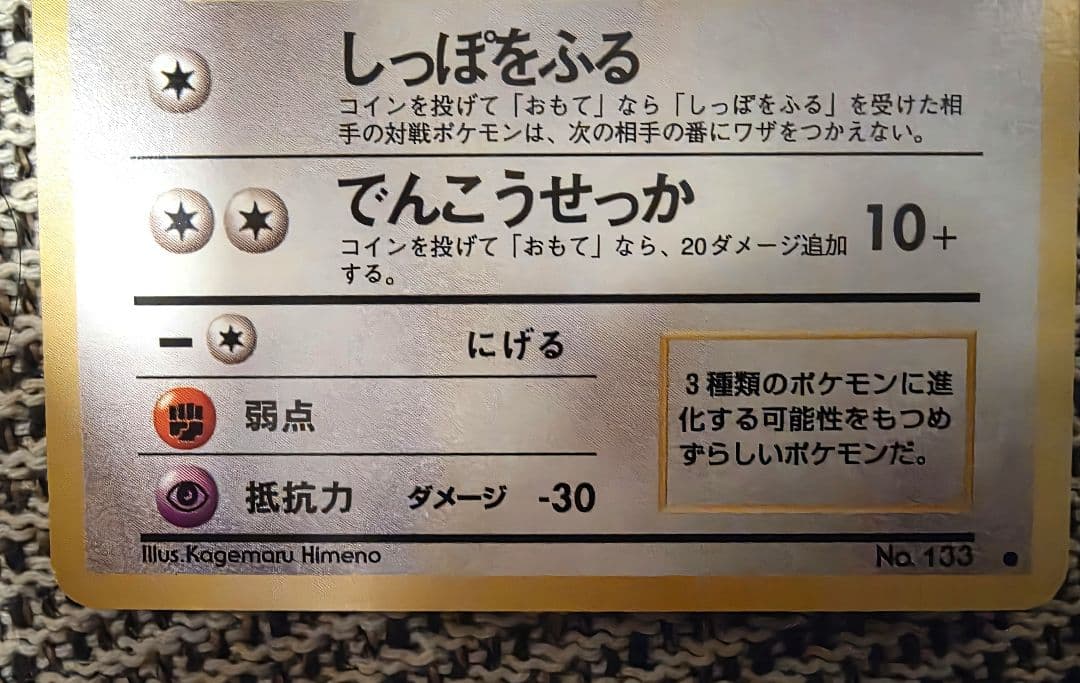 しっぽをふる
コインを投げて「おもて」なら「しっぽをふる」を受けた相
手の対戦ポケモンは、次の相手の番にワザをつかえない。
でんこうせっか 10+
コインを投げて「おもて」なら、20ダメージ追加
する。
にげる
弱点
抵抗力 ダメージ -30
3種類のポケモンに進
化する可能性をもつめ
ずらしいポケモンだ。
Illus.Kagemaru Himeno
No. 133